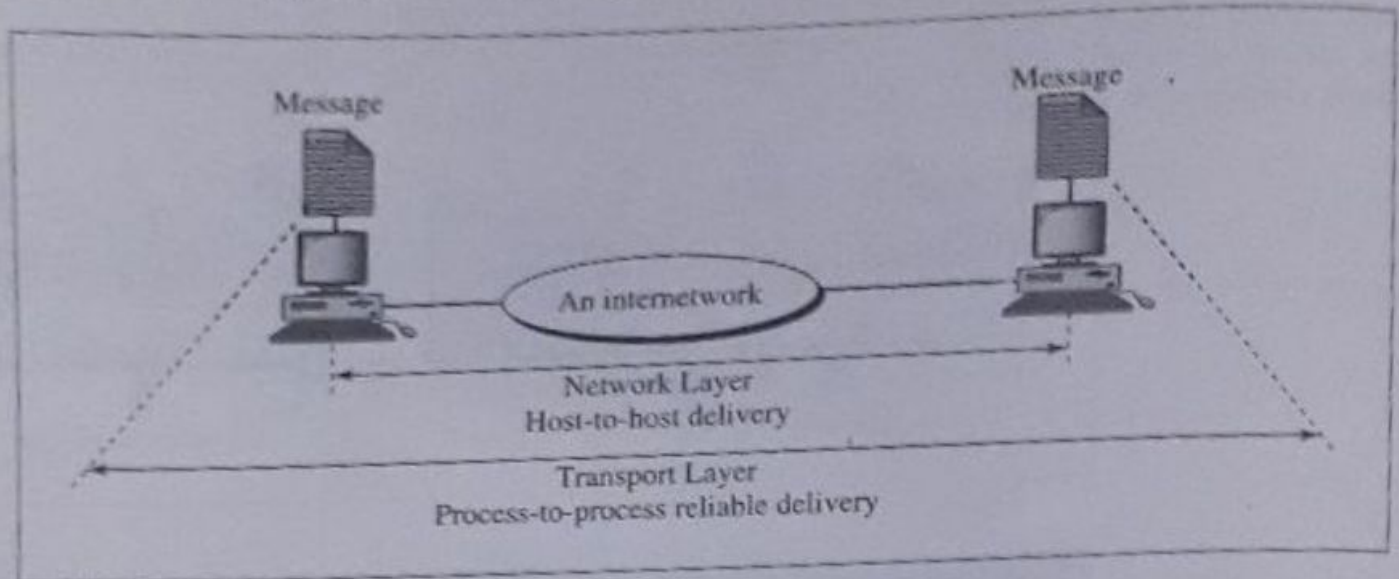 Message
Message
An internetwork
Network Layer
Host-to-host delivery
Transport Layer
Process-to-process reliable delivery